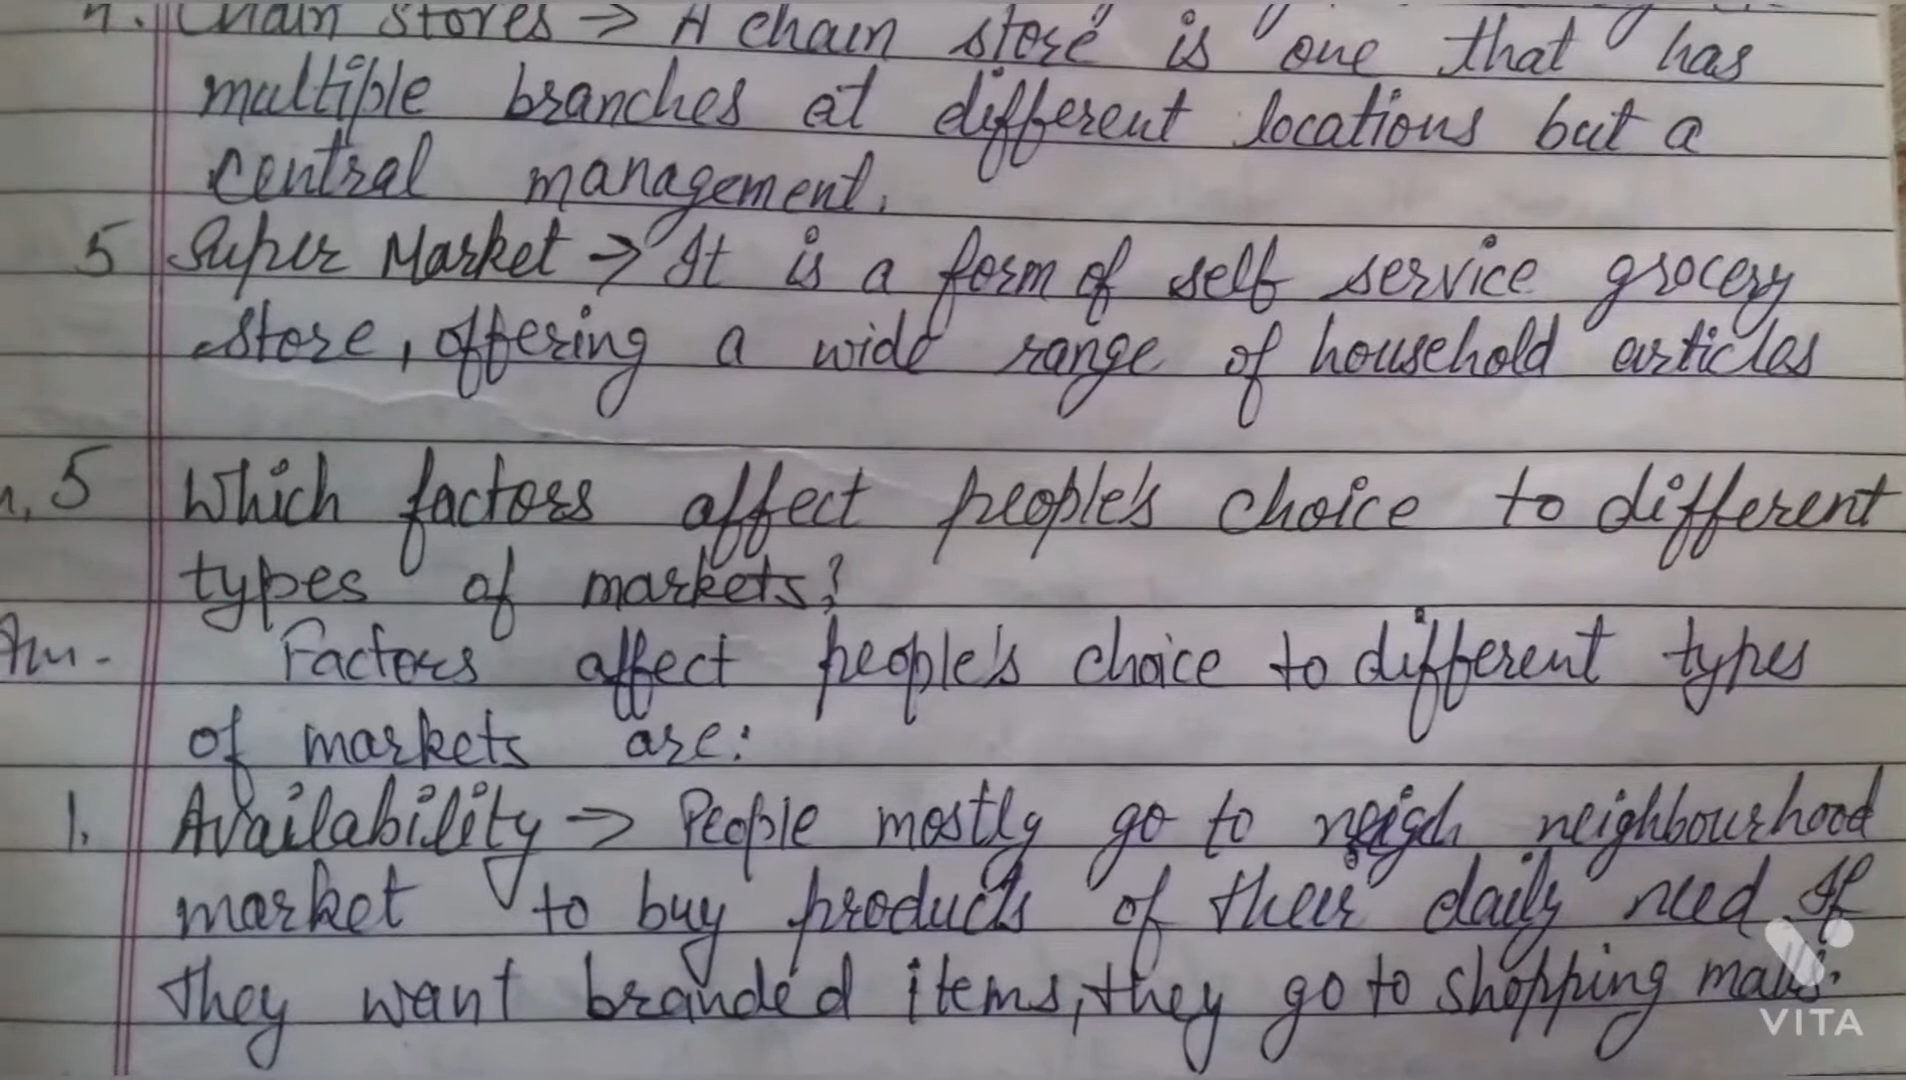 4. Chain Stores → A chain store is one that has
multiple branches at different locations but a
central management.
5 Super Market → It is a form of self service grocery
store, offering a wide range of household articles
n. 5 Which factors affect people's choice to different
types of markets?
Ans. Factors affect people's choice to different types
of markets are:
1. Availability → People mostly go to neigh neighbourhood
market to buy products of their daily need. If
they want branded items, they go to shopping malls.
VITA